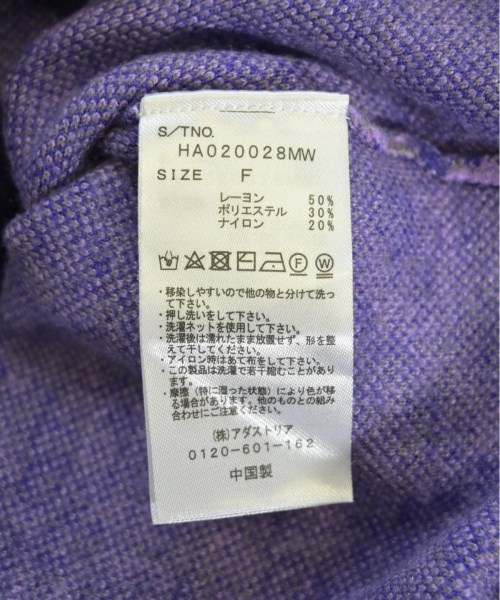 S/TNO.
HA020028MW
SIZE F
レーヨン 50%
ポリエステル 30%
ナイロン 20%
F W
・移染しやすいので他の物と分けて洗っ
て下さい。
・押し洗いをして下さい。
・洗濯ネットを使用して下さい。
・洗濯後は濡れたまま放置せず、形を整
えて干してください。
・アイロン時はあて布をして下さい。
・この製品は洗濯で若干縮むことがあり
ます。
・摩擦（特に湿った状態）により色が移
る場合があります。他のものとの組み
合わせにご注意ください。
(株)アダストリア
0120-601-162
中国製